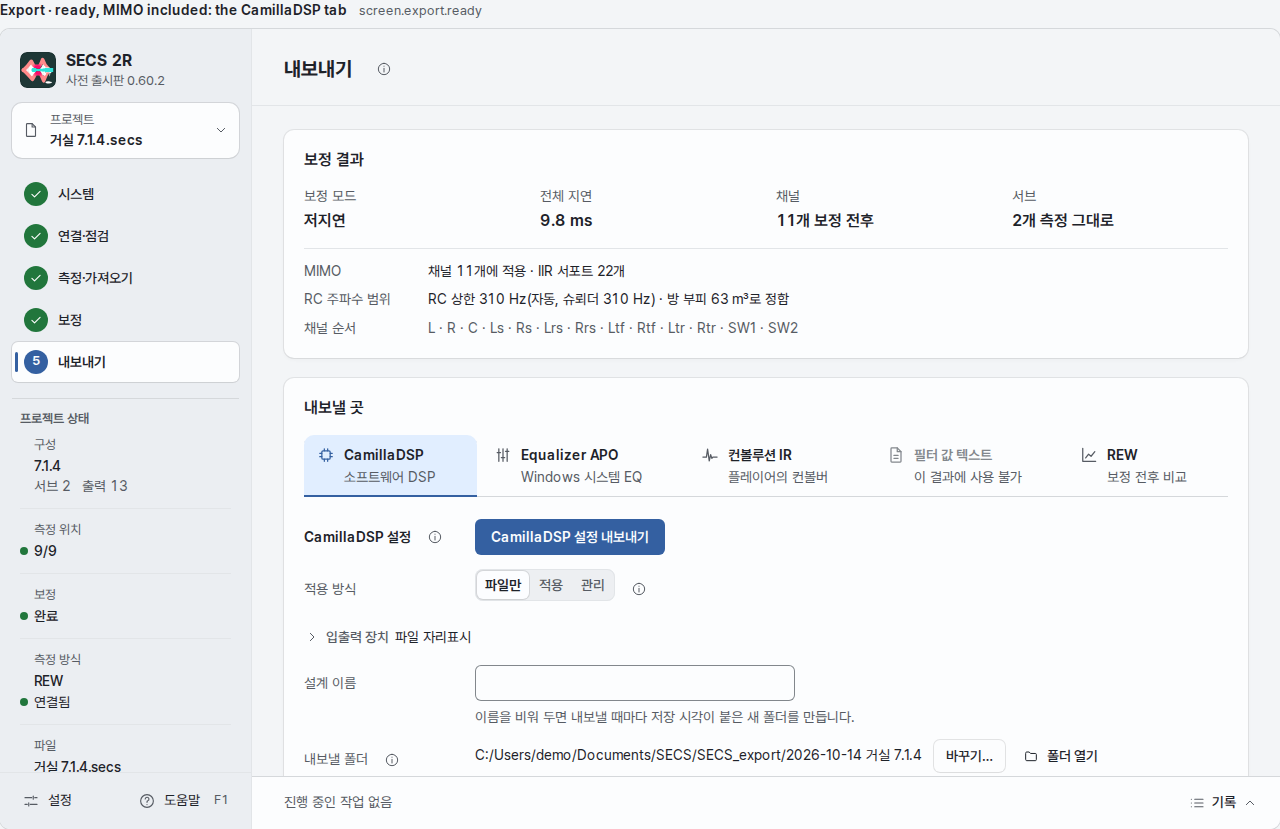 Export · ready, MIMO included: the CamillaDSP tab screen.export.ready
SECS 2R
사전 출시판 0.60.2
프로젝트
거실 7.1.4.secs
시스템
연결·점검
측정·가져오기
보정
5 내보내기
프로젝트 상태
구성
7.1.4
서브 2 출력 13
측정 위치
9/9
보정
완료
측정 방식
REW
연결됨
파일
거실 7.1.4.secs
설정 도움말 F1
내보내기
보정 결과
보정 모드 전체 지연 채널 서브
저지연 9.8 ms 11개 보정 전후 2개 측정 그대로
MIMO 채널 11개에 적용 · IIR 서포트 22개
RC 주파수 범위 RC 상한 310 Hz(자동, 슈뢰더 310 Hz) · 방 부피 63 m³로 정함
채널 순서 L · R · C · Ls · Rs · Lrs · Rrs · Ltf · Rtf · Ltr · Rtr · SW1 · SW2
내보낼 곳
CamillaDSP Equalizer APO 컨볼루션 IR 필터 값 텍스트 REW
소프트웨어 DSP Windows 시스템 EQ 플레이어의 컨볼버 이 결과에 사용 불가 보정 전후 비교
CamillaDSP 설정 CamillaDSP 설정 내보내기
적용 방식 파일만 적용 관리
입출력 장치 파일 자리표시
설계 이름
이름을 비워 두면 내보낼 때마다 저장 시각이 붙은 새 폴더를 만듭니다.
내보낼 폴더 C:/Users/demo/Documents/SECS/SECS_export/2026-10-14 거실 7.1.4 바꾸기... 폴더 열기
진행 중인 작업 없음 기록